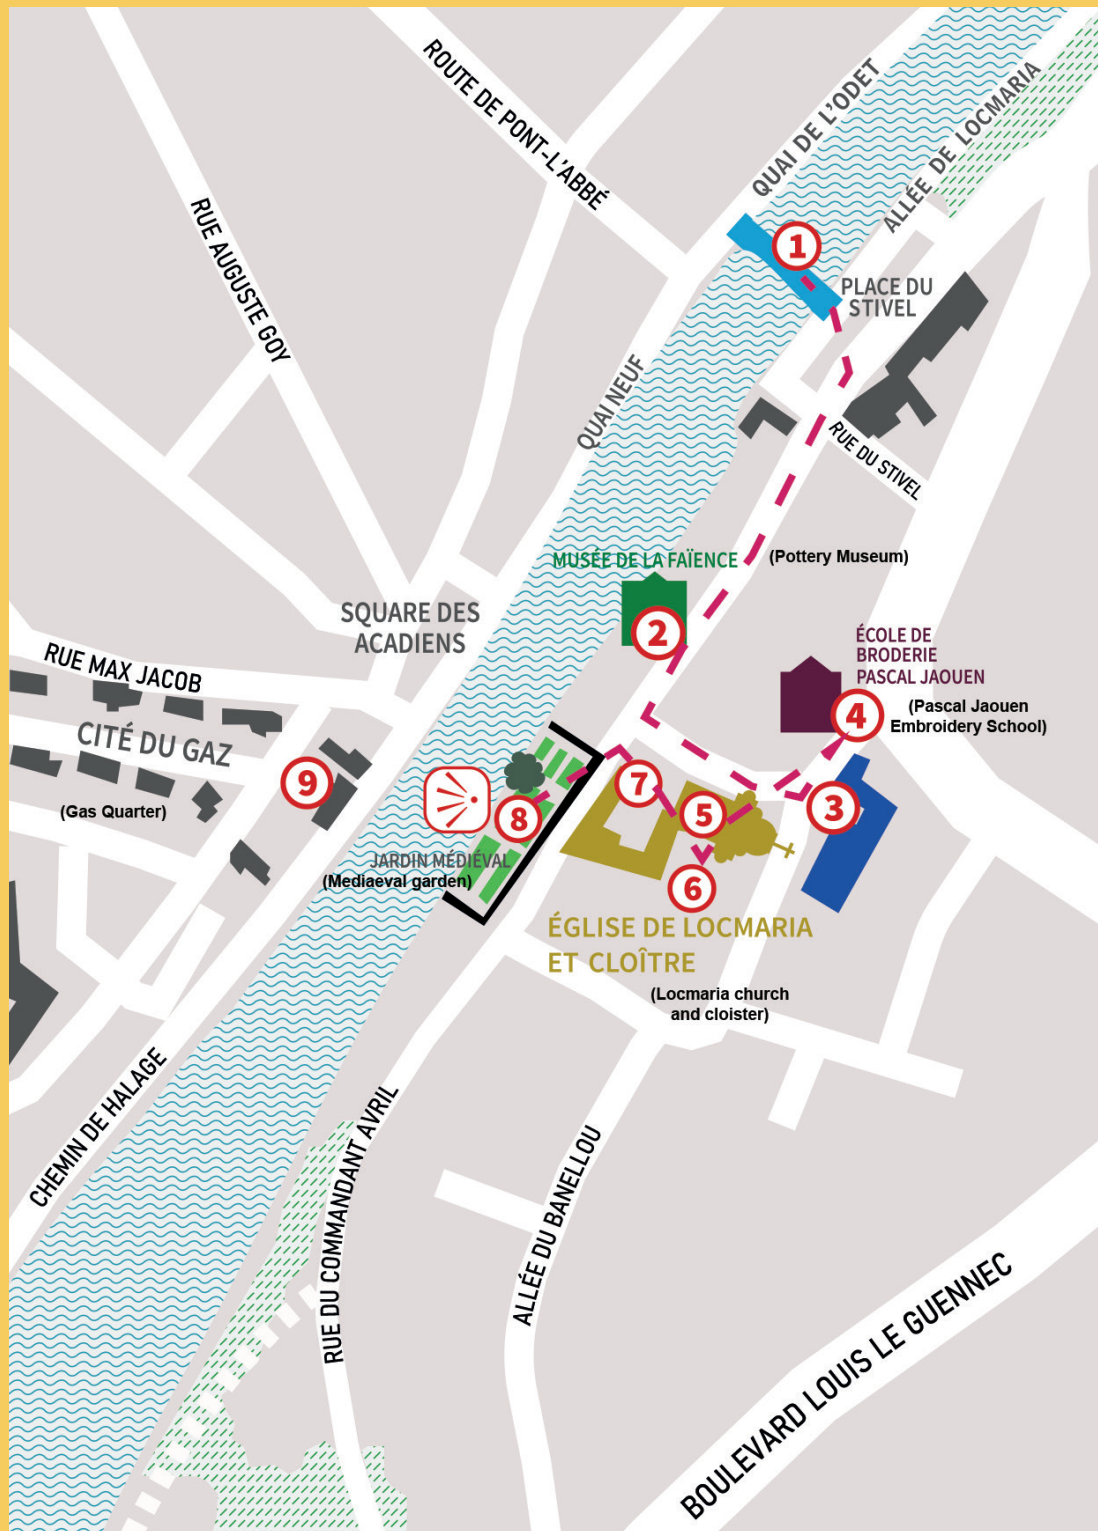 ROUTE DE PONT-L'ABBÉ
QUAI DE L'ODET
ALLÉE DE LOCMARIA
RUE AUGUSTE GOY
1
PLACE DU
STIVEL
QUAI NEUF
RUE DU STIVEL
MUSÉE DE LA FAÏENCE
(Pottery Museum)
2
SQUARE DES
ACADIENS
ÉCOLE DE
BRODERIE
PASCAL JAOUEN
(Pascal Jaouen
Embroidery School)
4
RUE MAX JACOB
CITÉ DU GAZ
(Gas Quarter)
9
7
3
5
8
JARDIN MÉDIÉVAL
(Mediaeval garden)
6
ÉGLISE DE LOCMARIA
ET CLOÎTRE
(Locmaria church
and cloister)
CHEMIN DE HALAGE
RUE DU COMMANDANT AVRIL
ALLÉE DU BANELLOU
BOULEVARD LOUIS LE GUENNEC